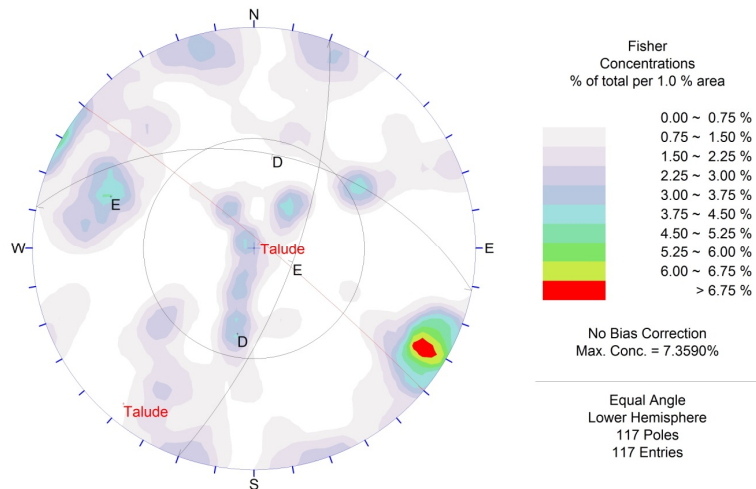 N
Fisher
Concentrations
% of total per 1.0 % area
0.00 ~ 0.75 %
0.75 ~ 1.50 %
1.50 ~ 2.25 %
2.25 ~ 3.00 %
3.00 ~ 3.75 %
3.75 ~ 4.50 %
4.50 ~ 5.25 %
5.25 ~ 6.00 %
6.00 ~ 6.75 %
> 6.75 %
D
E
W
Talude
E
E
D
No Bias Correction
Max. Conc. = 7.3590%
Talude
Equal Angle
Lower Hemisphere
117 Poles
117 Entries
S